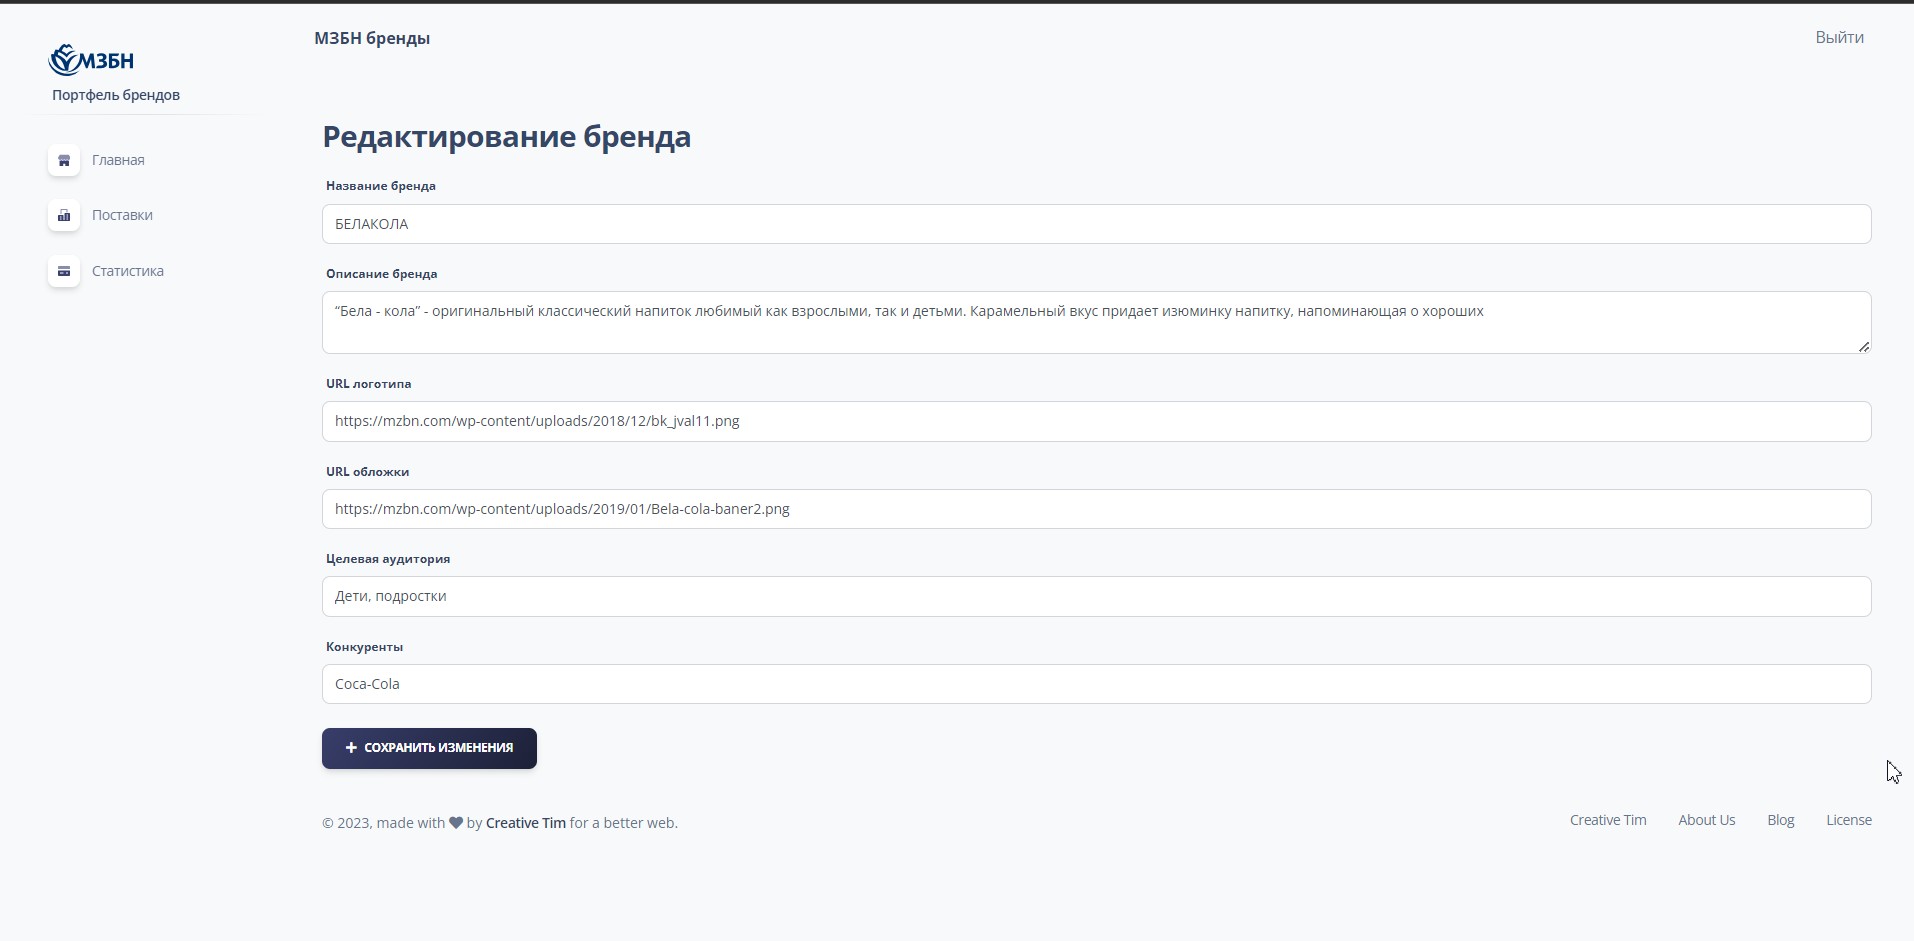 МЗБН
Портфель брендов
Главная
Поставки
Статистика
МЗБН бренды
Выйти
Редактирование бренда
Название бренда
БЕЛАКОЛА
Описание бренда
“Бела - кола” - оригинальный классический напиток любимый как взрослыми, так и детьми. Карамельный вкус придает изюминку напитку, напоминающая о хороших
URL логотипа
https://mzbn.com/wp-content/uploads/2018/12/bk_jval11.png
URL обложки
https://mzbn.com/wp-content/uploads/2019/01/Bela-cola-baner2.png
Целевая аудитория
Дети, подростки
Конкуренты
Coca-Cola
+ СОХРАНИТЬ ИЗМЕНЕНИЯ
© 2023, made with ♥ by Creative Tim for a better web.
Creative Tim About Us Blog License